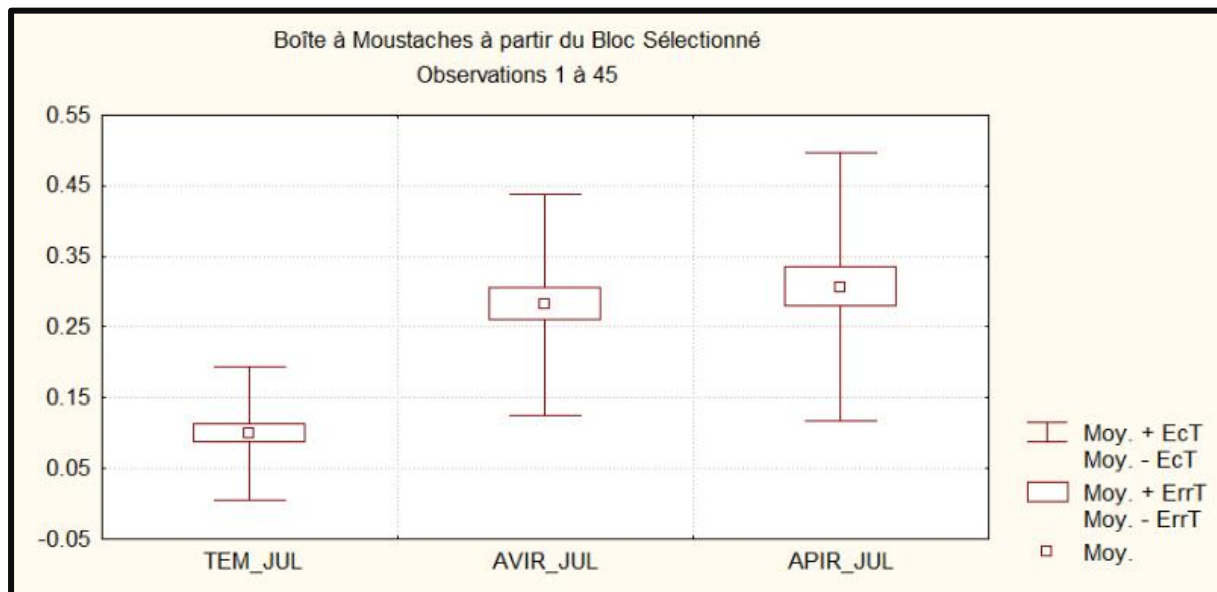 Boîte à Moustaches à partir du Bloc Sélectionné
Observations 1 à 45
0.55
0.45
0.35
0.25
0.15
0.05
-0.05
TEM_JUL
AVIR_JUL
APIR_JUL
Moy. + EcT
Moy. - EcT
Moy. + ErrT
Moy. - ErrT
Moy.